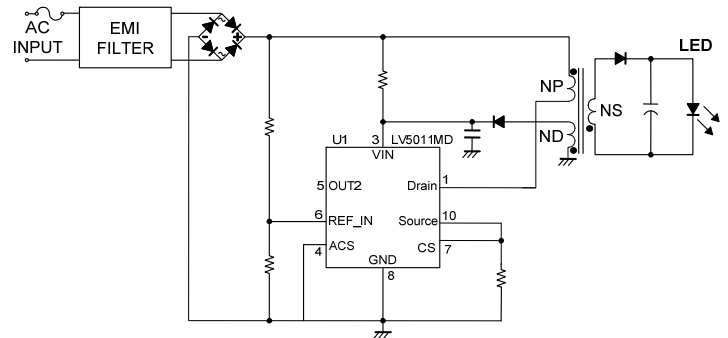 AC
INPUT
EMI
FILTER
LED
NP
NS
ND
U1
3
LV5011MD
VIN
5
OUT2
Drain
1
6
REF_IN
Source
10
4
ACS
CS
7
GND
8